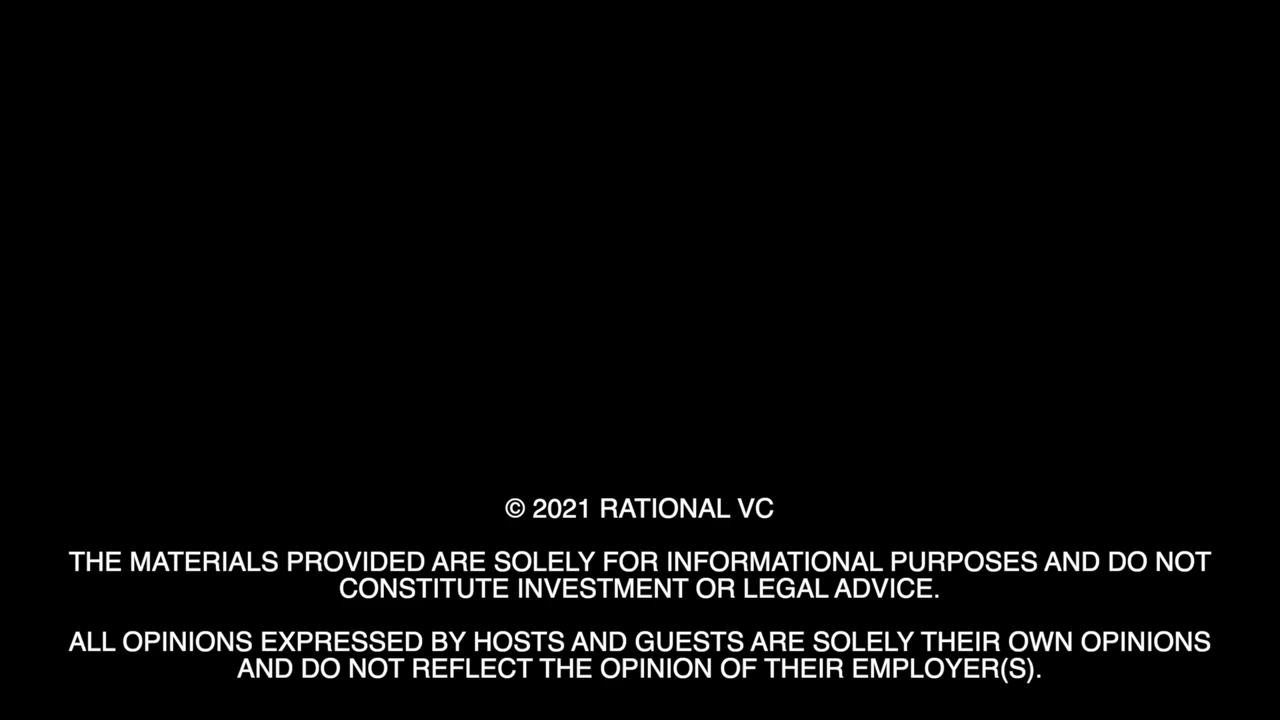 © 2021 RATIONAL VC
THE MATERIALS PROVIDED ARE SOLELY FOR INFORMATIONAL PURPOSES AND DO NOT
CONSTITUTE INVESTMENT OR LEGAL ADVICE.
ALL OPINIONS EXPRESSED BY HOSTS AND GUESTS ARE SOLELY THEIR OWN OPINIONS
AND DO NOT REFLECT THE OPINION OF THEIR EMPLOYER(S).